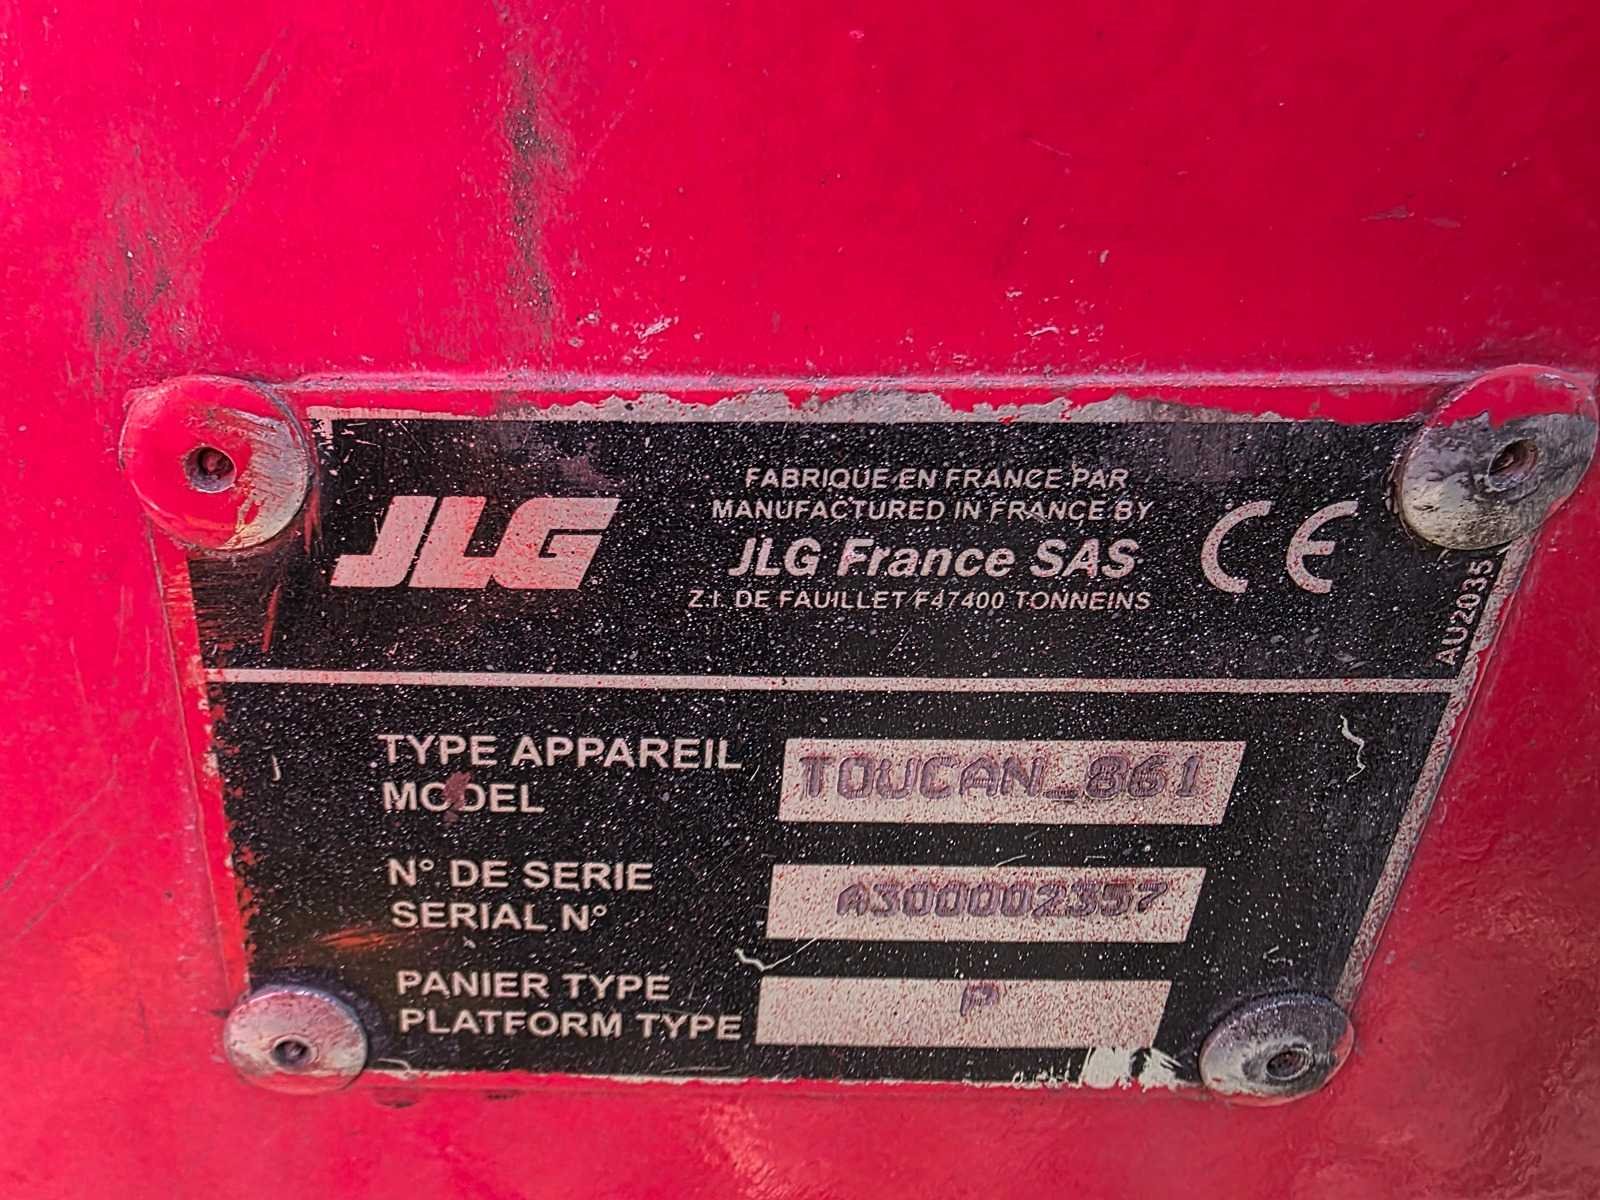 JLG
FABRIQUE EN FRANCE PAR
MANUFACTURED IN FRANCE BY
JLG France SAS
Z.I. DE FAUILLET F47400 TONNEINS
CE
AU2035
TYPE APPAREIL
MODEL
TOUCAN_861
N° DE SERIE
SERIAL N°
A300002357
PANIER TYPE
PLATFORM TYPE
P